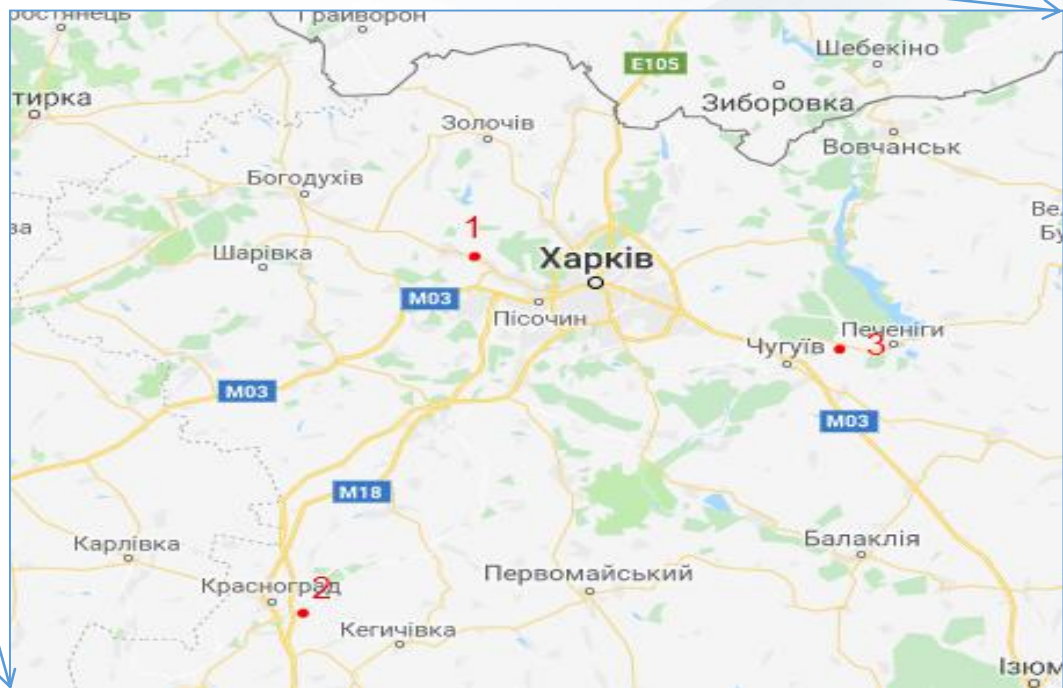 Грайворон
Шебекіно
E105
тирка
Зиборовка
Золочів
Вовчанськ
Богодухів
1
Шарівка
Харків
M03
Пісочин
Печеніги
Чугуїв
3
M03
M03
M18
Балаклія
Карлівка
Первомайський
Красноград
2
Кегичівка
Ізюм